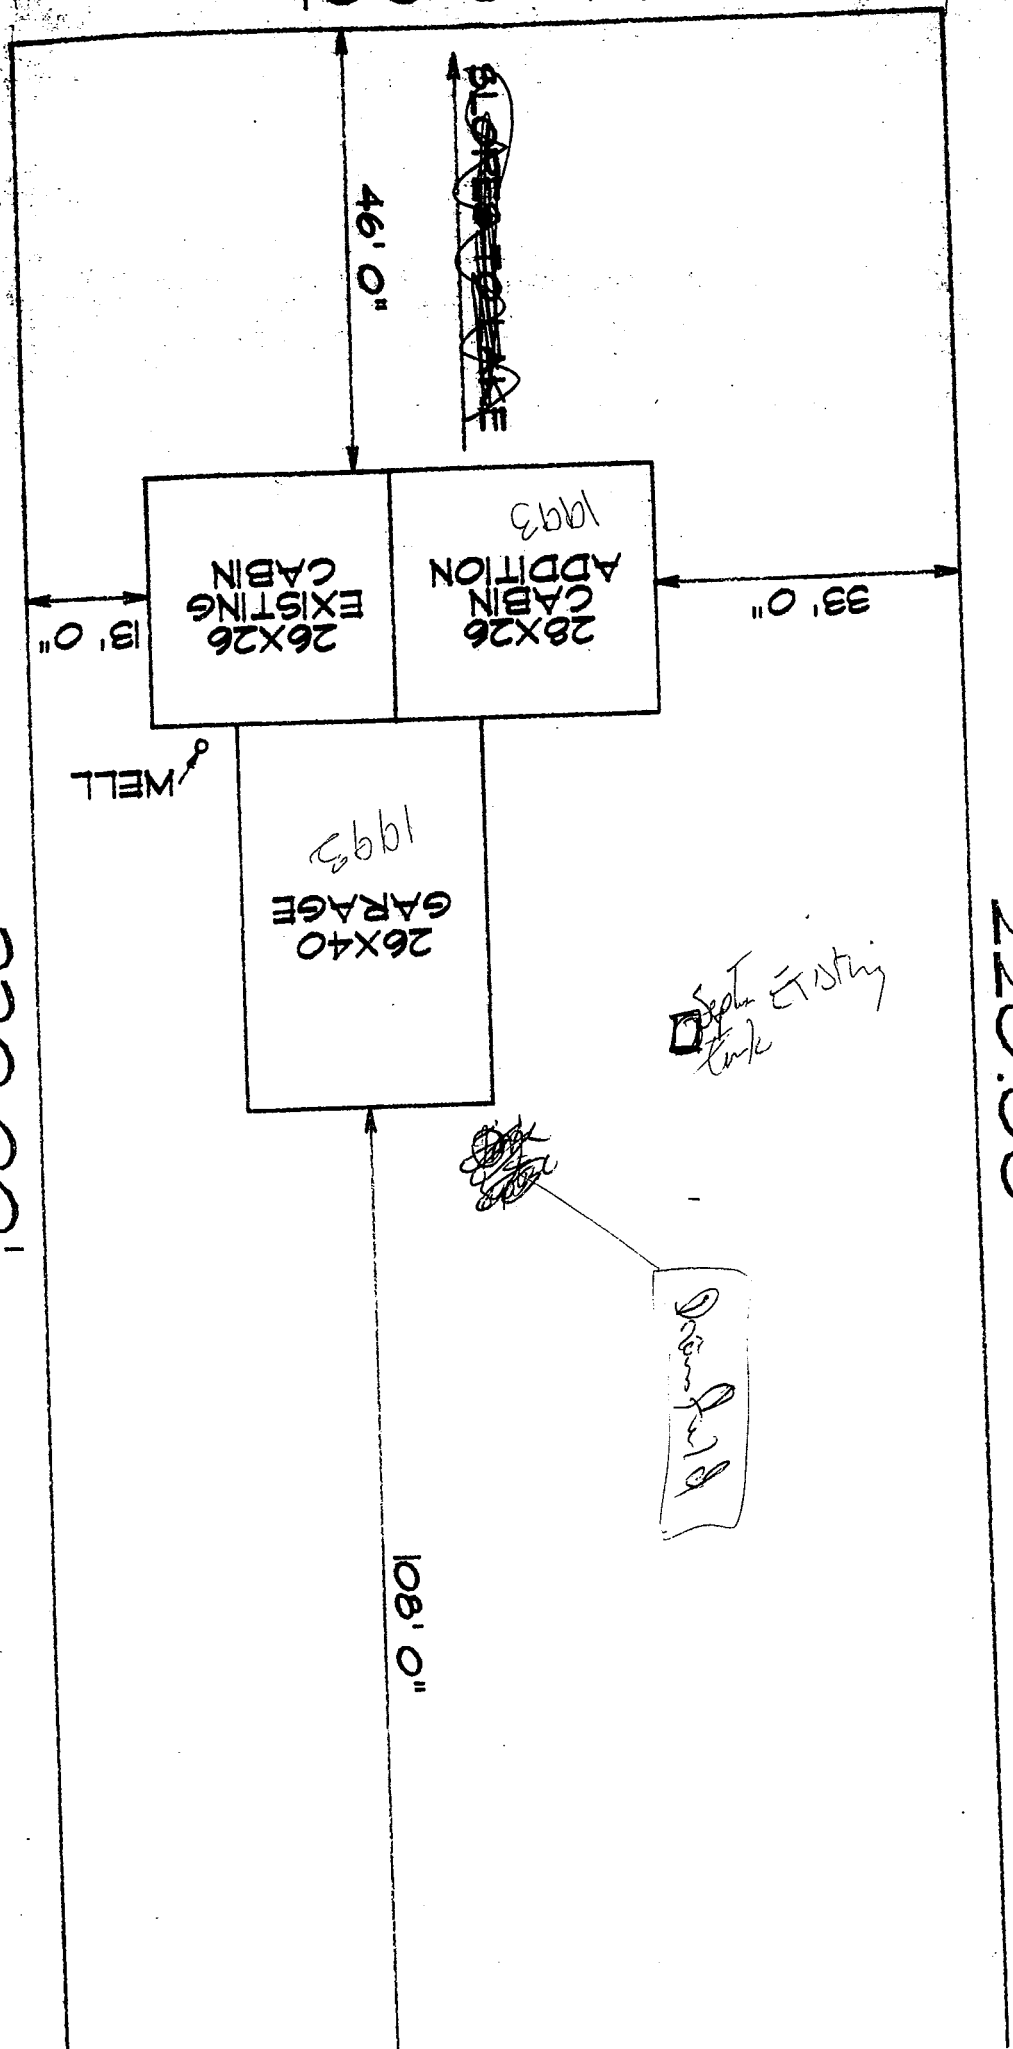 46' 0"
26X26
EXISTING
CABIN
28X26
CABIN
ADDITION
1993
13' 0"
33' 0"
WELL
26X40
GARAGE
1993
Existing
tank
Drainfield
108' 0"